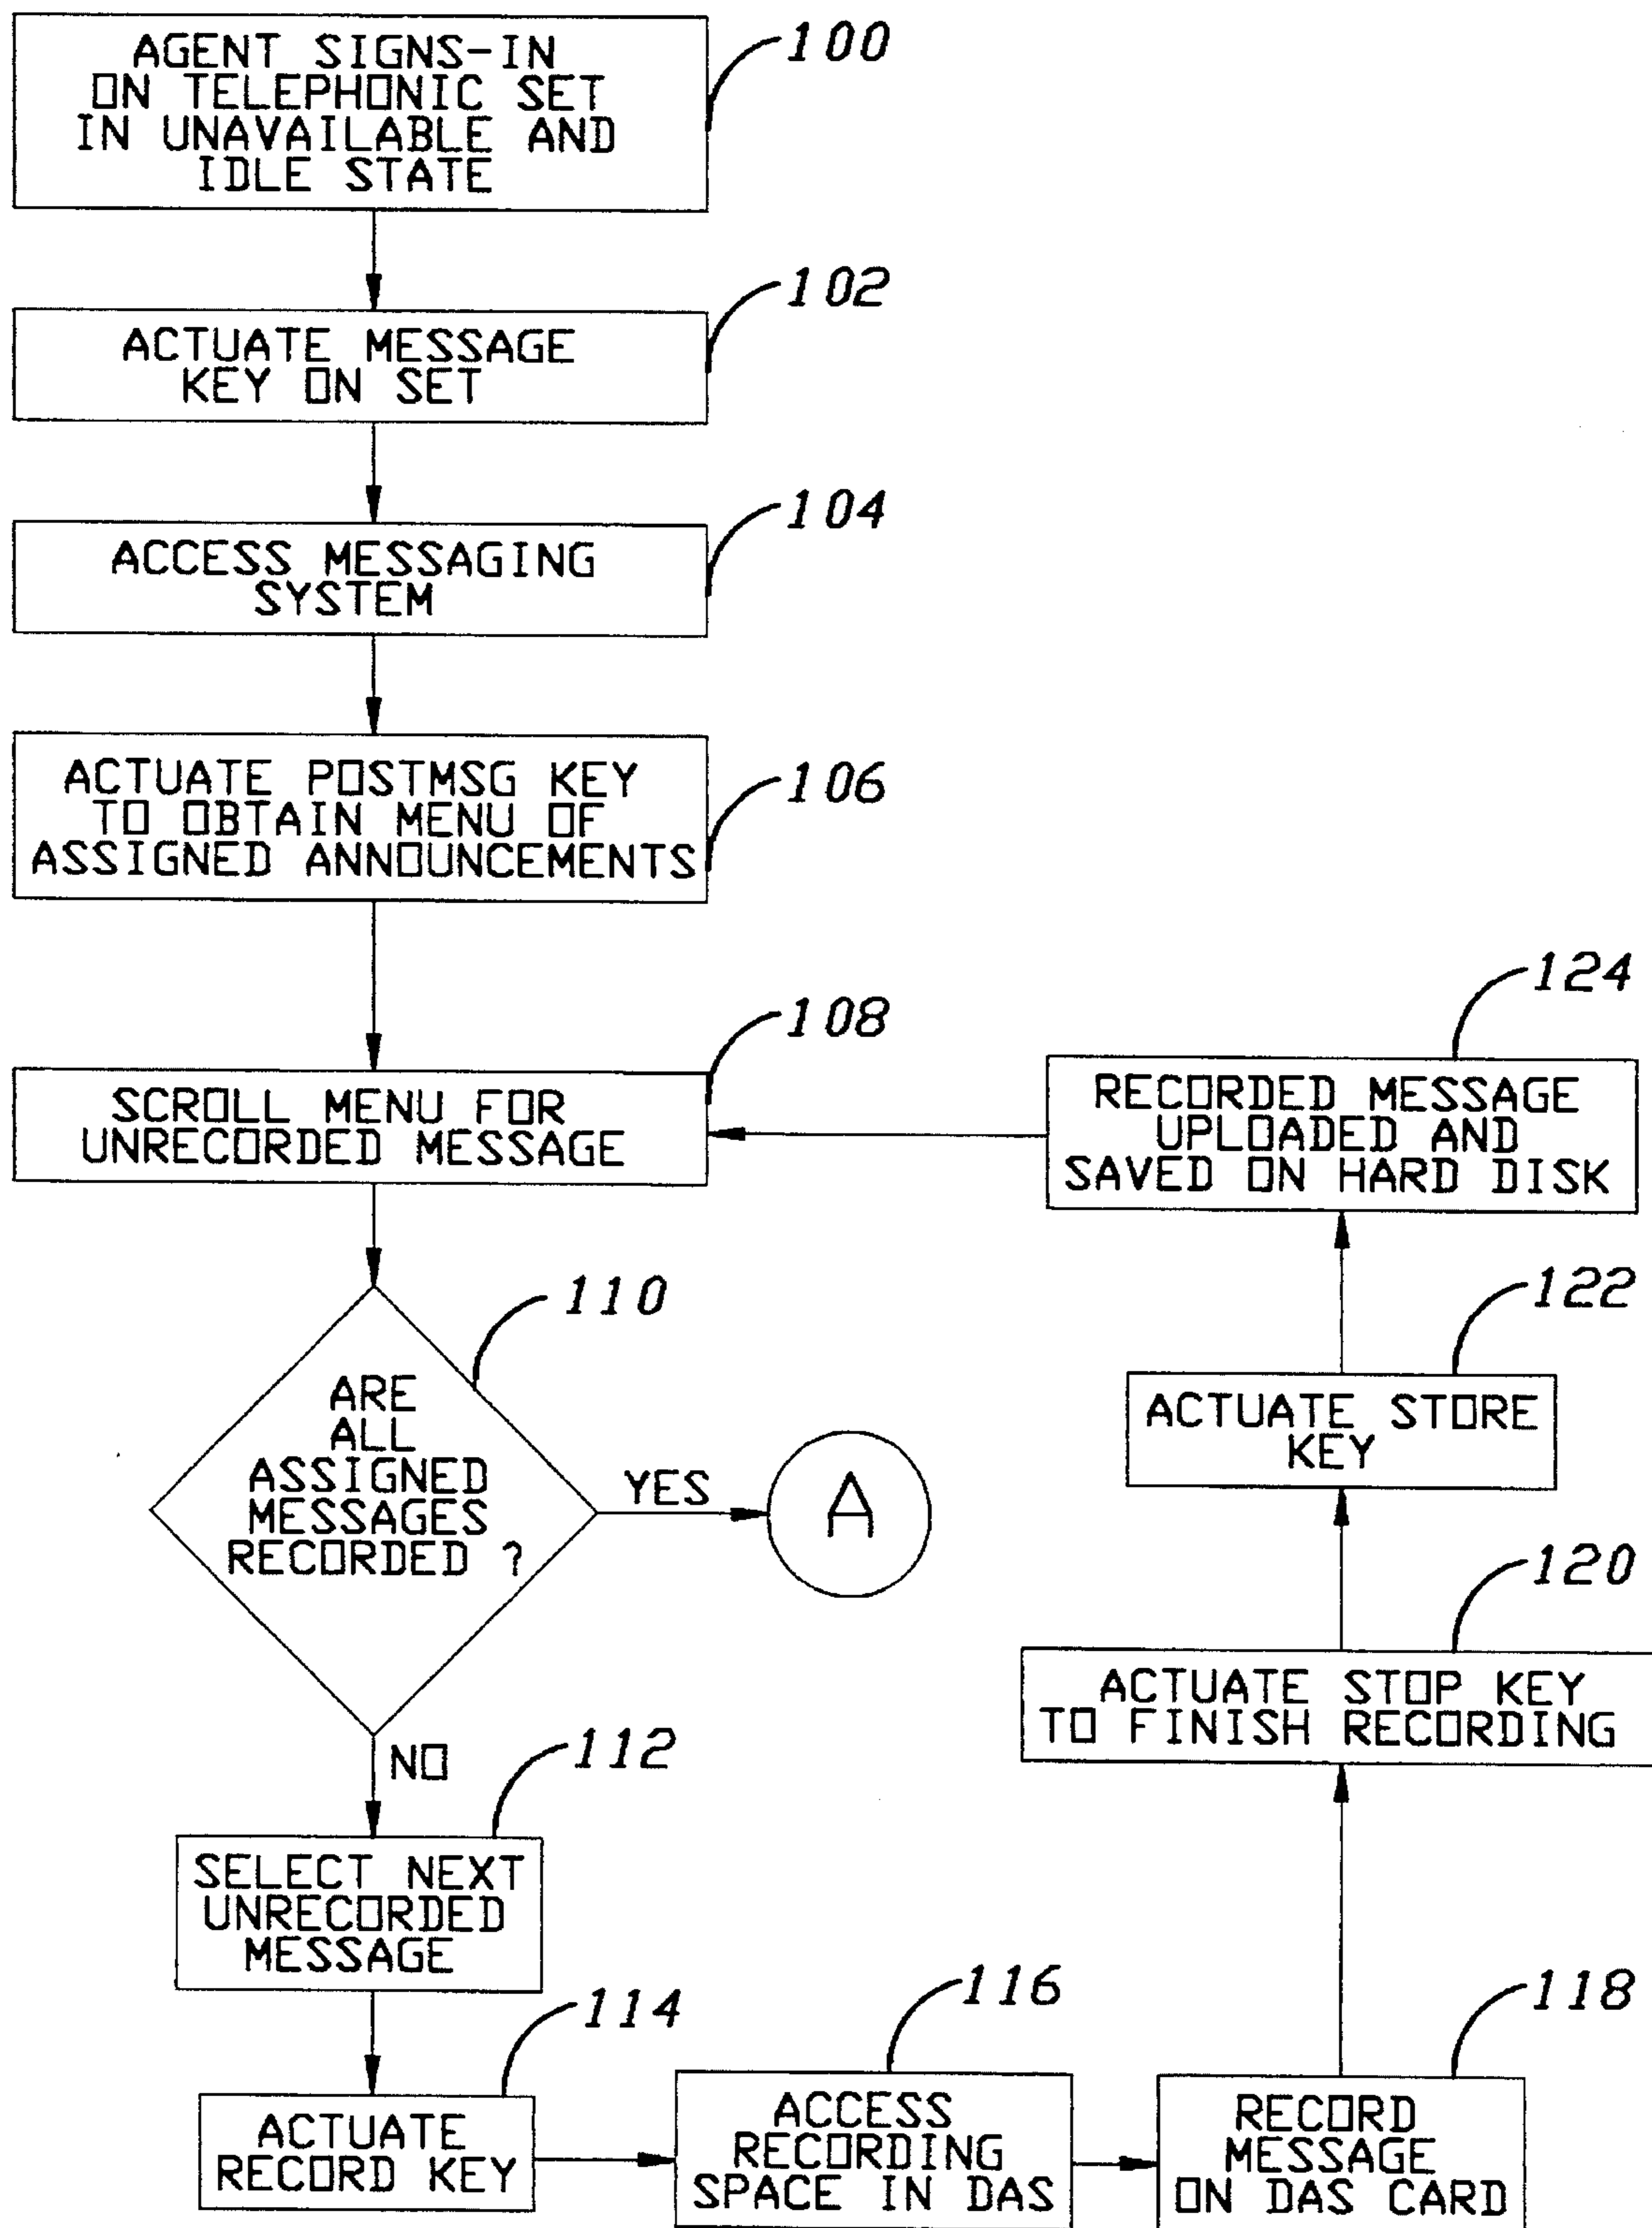 AGENT SIGNS-IN
ON TELEPHONIC SET
IN UNAVAILABLE AND
IDLE STATE
100
ACTUATE MESSAGE
KEY ON SET
102
ACCESS MESSAGING
SYSTEM
104
ACTUATE POSTMSG KEY
TO OBTAIN MENU OF
ASSIGNED ANNOUNCEMENTS
106
SCROLL MENU FOR
UNRECORDED MESSAGE
108
ARE
ALL
ASSIGNED
MESSAGES
RECORDED ?
110
YES
A
NO
SELECT NEXT
UNRECORDED
MESSAGE
112
ACTUATE
RECORD KEY
114
ACCESS
RECORDING
SPACE IN DAS
116
RECORD
MESSAGE
ON DAS CARD
118
ACTUATE STOP KEY
TO FINISH RECORDING
120
ACTUATE STORE
KEY
122
RECORDED MESSAGE
UPLOADED AND
SAVED ON HARD DISK
124